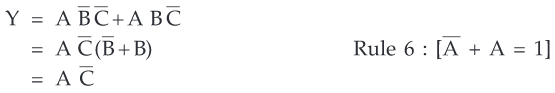 Y = A B̅ C̅ + A B C̅
= A C̅ (B̅ + B) Rule 6 : [A̅ + A = 1]
= A C̅